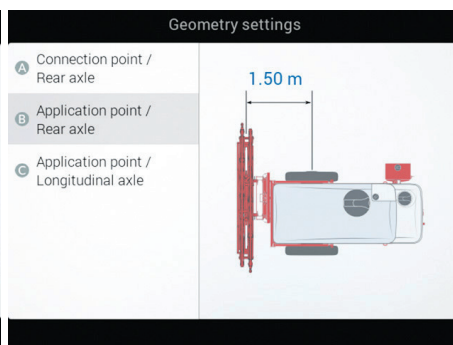 Geometry settings
A Connection point /
Rear axle
B Application point /
Rear axle
C Application point /
Longitudinal axle
1.50 m